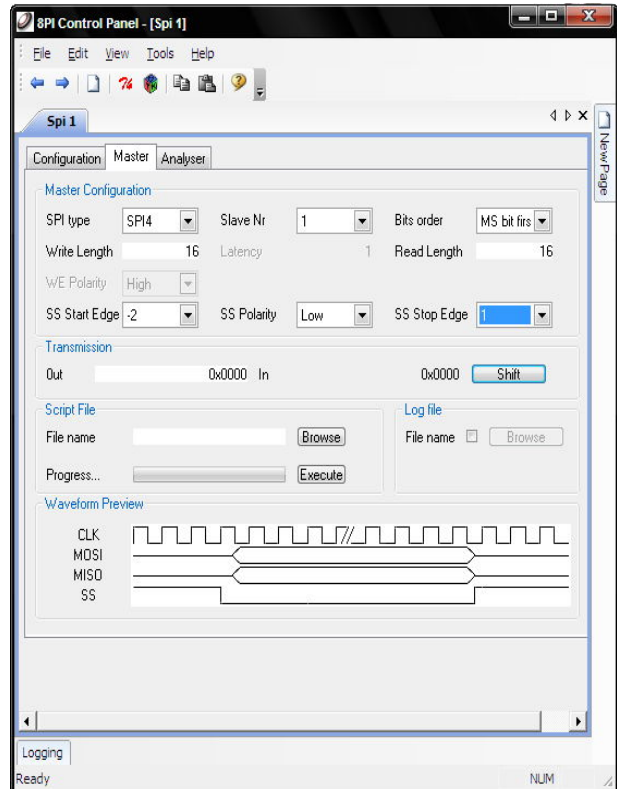 8PI Control Panel - [Spi 1]
File Edit View Tools Help
Spi 1
New Page
Configuration Master Analyser
Master Configuration
SPI type SPI4 Slave Nr 1 Bits order MS bit firs
Write Length 16 Latency 1 Read Length 16
WE Polarity High
SS Start Edge -2 SS Polarity Low SS Stop Edge 1
Transmission
Out 0x0000 In 0x0000 Shift
Script File Log file
File name Browse File name Browse
Progress... Execute
Waveform Preview
CLK
MOSI
MISO
SS
Logging
Ready NUM